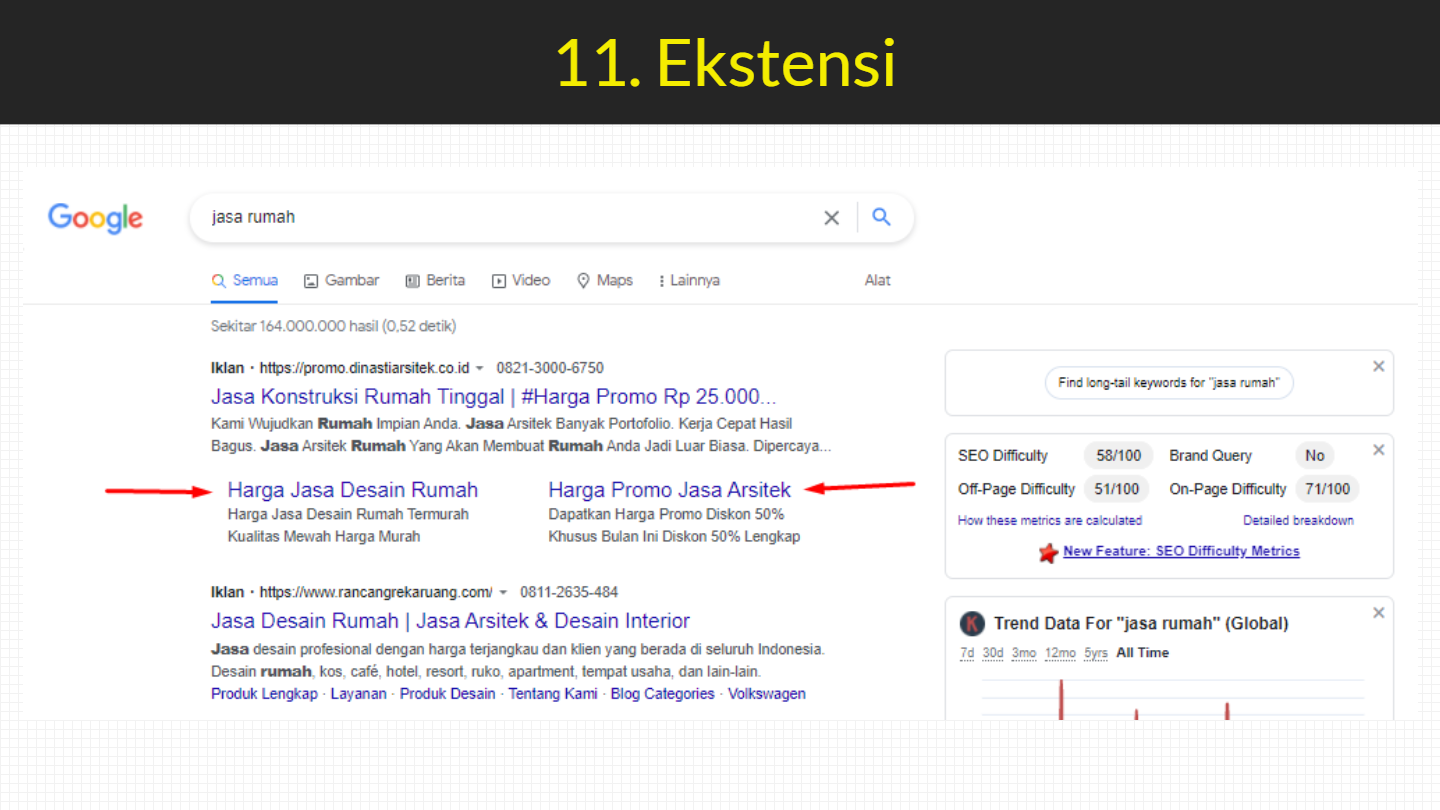 11. Ekstensi
Google
jasa rumah
Semua Gambar Berita Video Maps Lainnya Alat
Sekitar 164.000.000 hasil (0,52 detik)
Iklan · https://promo.dinastiarsitek.co.id 0821-3000-6750
Jasa Konstruksi Rumah Tinggal | #Harga Promo Rp 25.000...
Kami Wujudkan Rumah Impian Anda. Jasa Arsitek Banyak Portofolio. Kerja Cepat Hasil
Bagus. Jasa Arsitek Rumah Yang Akan Membuat Rumah Anda Jadi Luar Biasa. Dipercaya...
Harga Jasa Desain Rumah
Harga Jasa Desain Rumah Termurah
Kualitas Mewah Harga Murah
Harga Promo Jasa Arsitek
Dapatkan Harga Promo Diskon 50%
Khusus Bulan Ini Diskon 50% Lengkap
Iklan · https://www.rancangrekaruang.com/ 0811-2635-484
Jasa Desain Rumah | Jasa Arsitek & Desain Interior
Jasa desain profesional dengan harga terjangkau dan klien yang berada di seluruh Indonesia.
Desain rumah, kos, café, hotel, resort, ruko, apartment, tempat usaha, dan lain-lain.
Produk Lengkap · Layanan · Produk Desain · Tentang Kami · Blog Categories · Volkswagen
Find long-tail keywords for "jasa rumah"
SEO Difficulty 58/100 Brand Query No
Off-Page Difficulty 51/100 On-Page Difficulty 71/100
How these metrics are calculated Detailed breakdown
New Feature: SEO Difficulty Metrics
K Trend Data For "jasa rumah" (Global)
7d 30d 3mo 12mo 5yrs All Time